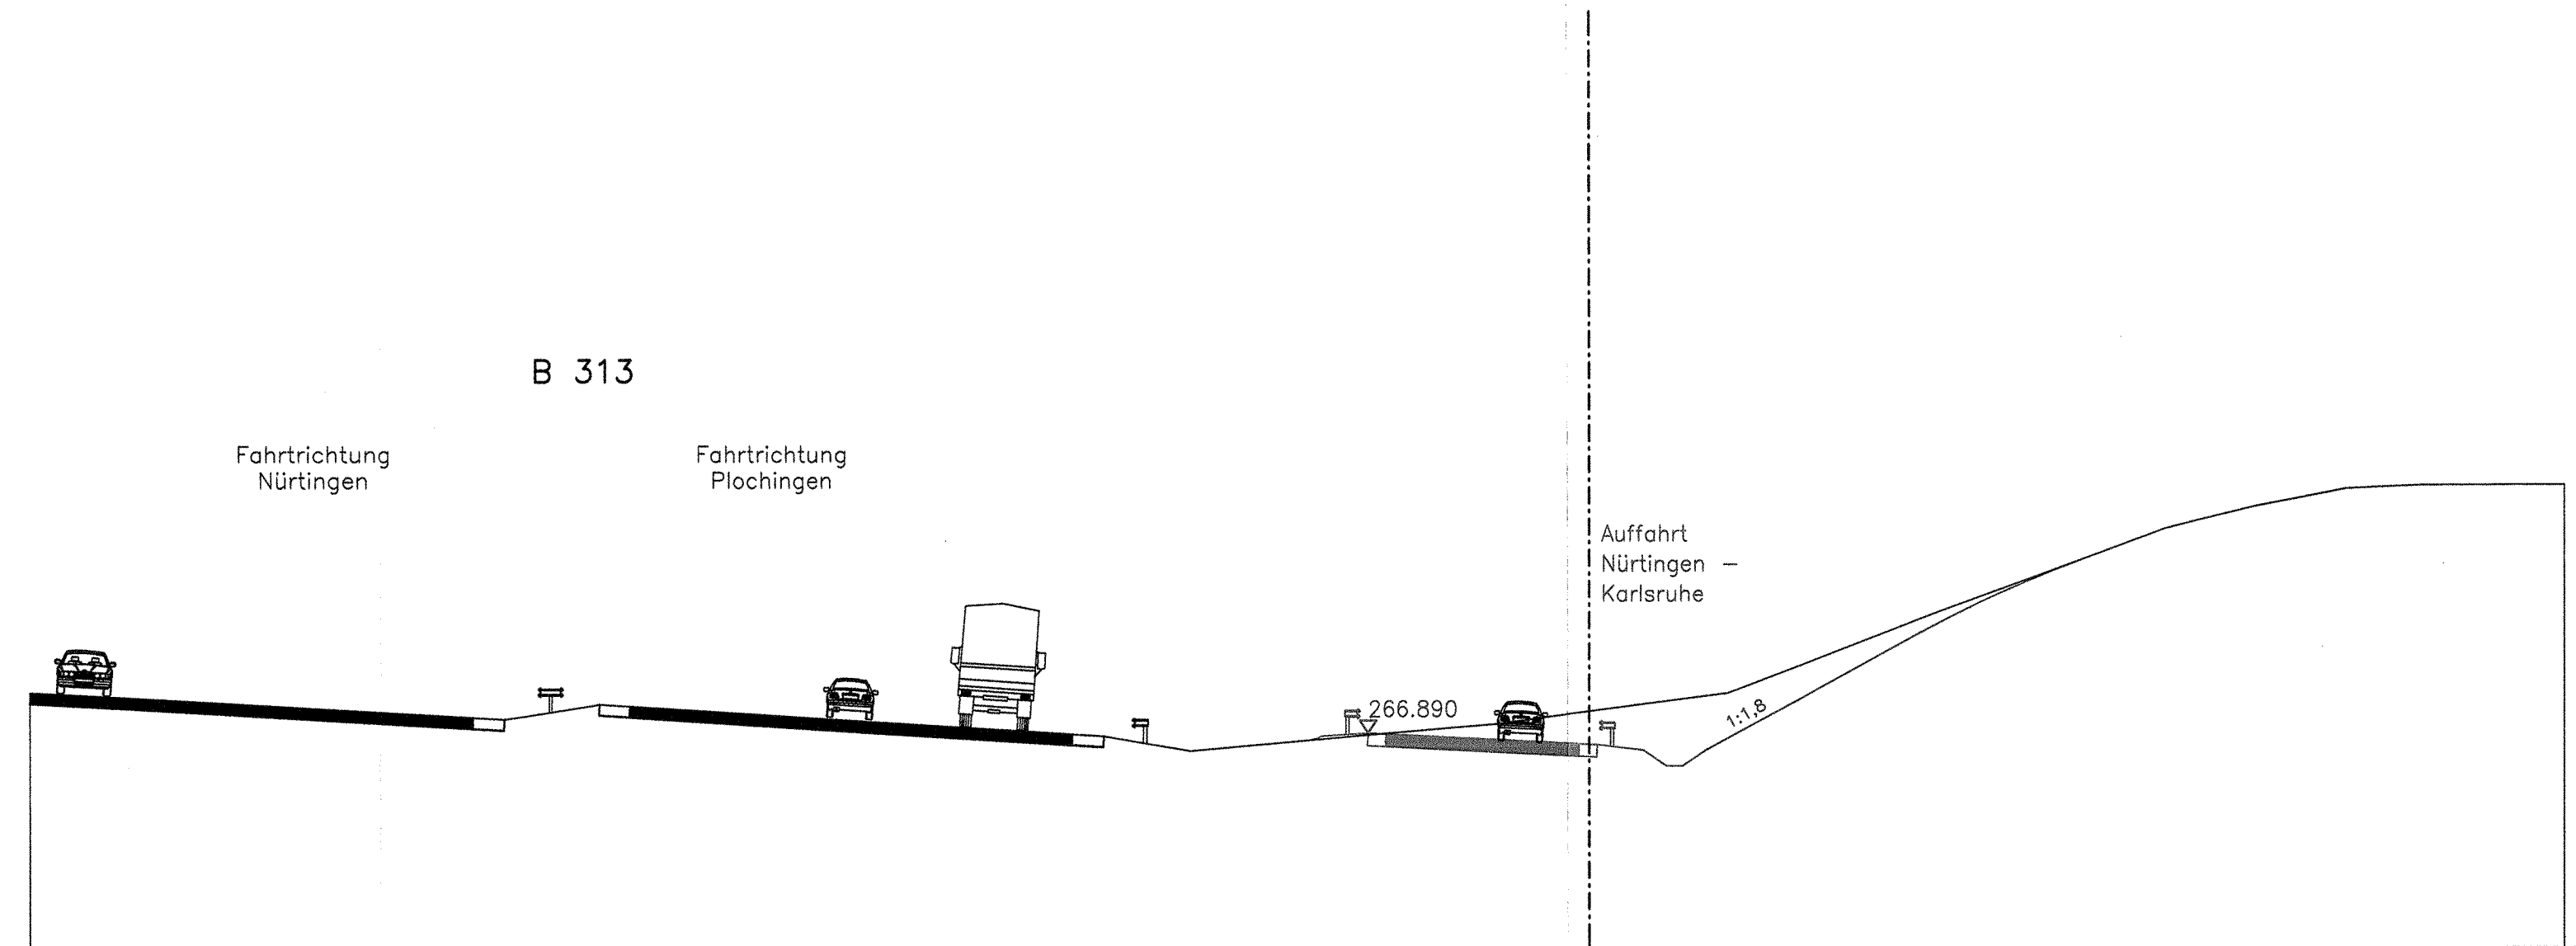 B 313
Fahrtrichtung
Nürtingen
Fahrtrichtung
Plochingen
Auffahrt
Nürtingen –
Karlsruhe
266.890
1:1,8